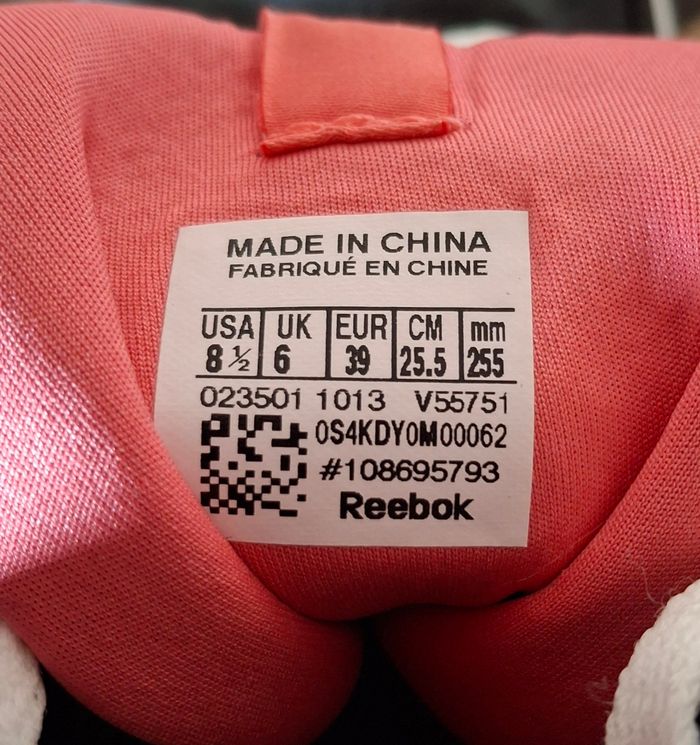 MADE IN CHINA
FABRIQUÉ EN CHINE
USA UK EUR CM mm
8 ½ 6 39 25.5 255
023501 1013 V55751
0S4KDY0M00062
#108695793
Reebok